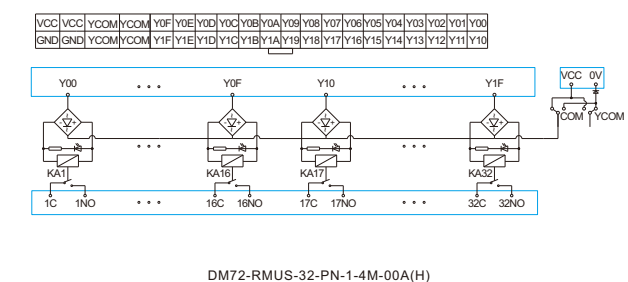 VCC VCC YCOM YCOM Y0F Y0E Y0D Y0C Y0B Y0A Y09 Y08 Y07 Y06 Y05 Y04 Y03 Y02 Y01 Y00
GND GND YCOM YCOM Y1F Y1E Y1D Y1C Y1B Y1A Y19 Y18 Y17 Y16 Y15 Y14 Y13 Y12 Y11 Y10
Y00 Y0F Y10 Y1F VCC 0V
COM YCOM
KA1 KA16 KA17 KA32
1C 1NO 16C 16NO 17C 17NO 32C 32NO
DM72-RMUS-32-PN-1-4M-00A(H)